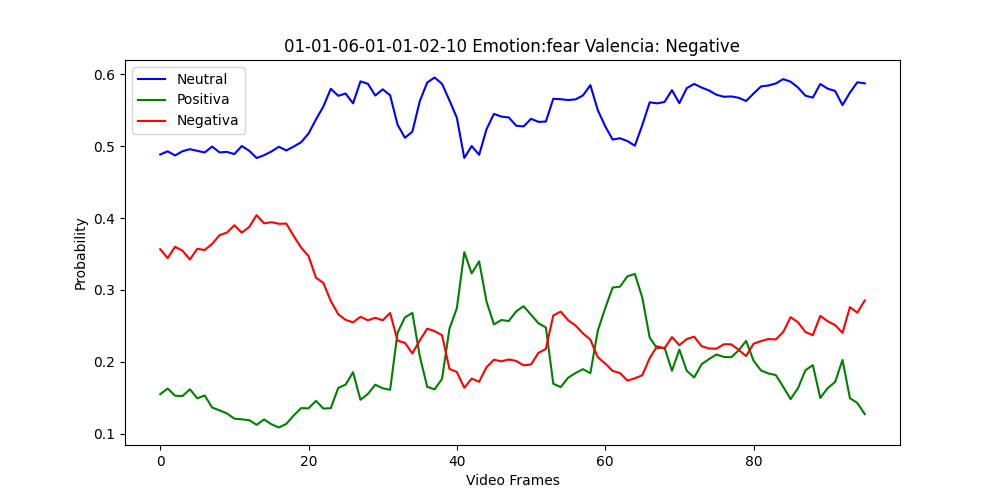 01-01-06-01-01-02-10 Emotion:fear Valencia: Negative
Neutral
Positiva
Negativa
Probability
0.6
0.5
0.4
0.3
0.2
0.1
0 20 40 60 80
Video Frames